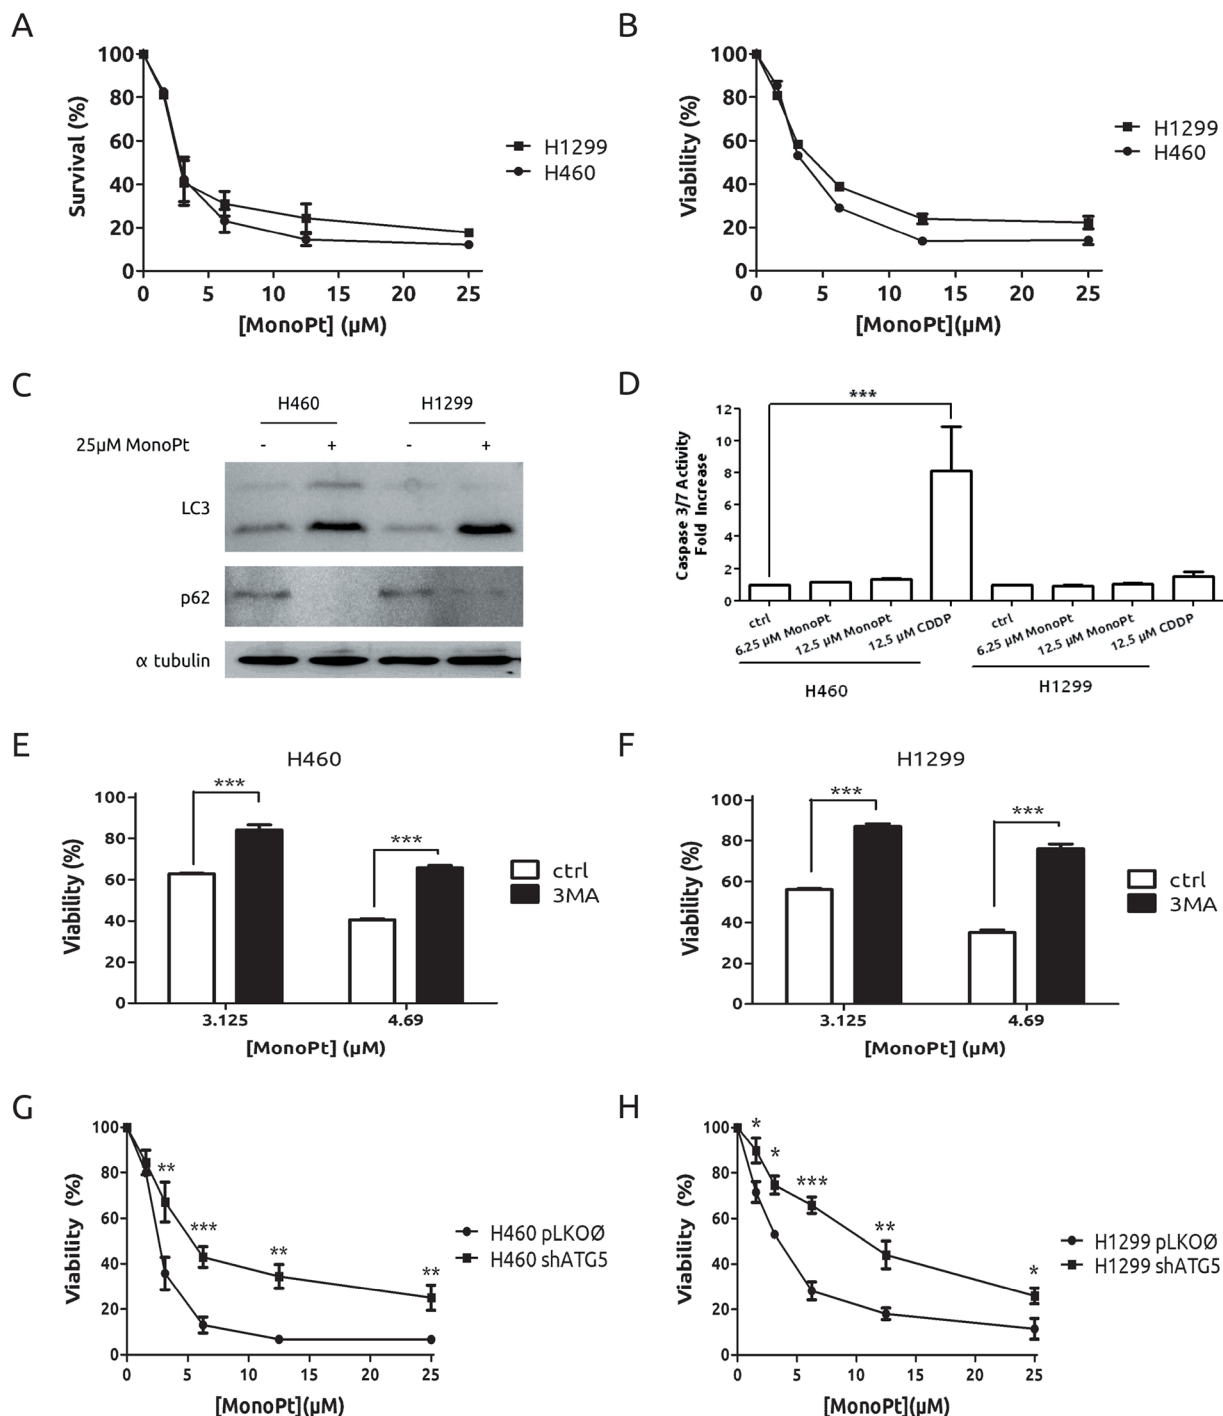 A
100
80
60
40
20
0
Survival (%)
0 5 10 15 20 25
[MonoPt] (µM)
H1299
H460
B
100
80
60
40
20
0
Viability (%)
0 5 10 15 20 25
[MonoPt](µM)
H1299
H460
C
H460 H1299
25µM MonoPt - + - +
LC3
p62
α tubulin
D
***
12
10
8
6
4
2
0
Caspase 3/7 Activity
Fold Increase
ctrl 6.25 µM MonoPt 12.5 µM MonoPt 12.5 µM CDDP ctrl 6.25 µM MonoPt 12.5 µM MonoPt 12.5 µM CDDP
H460 H1299
E
H460
*** ***
100
80
60
40
20
0
Viability (%)
3.125 4.69
[MonoPt] (µM)
ctrl
3MA
F
H1299
*** ***
100
80
60
40
20
0
Viability (%)
3.125 4.69
[MonoPt] (µM)
ctrl
3MA
G
100
80
60
40
20
0
Viability (%)
** *** ** **
0 5 10 15 20 25
[MonoPt](µM)
H460 pLKOØ
H460 shATG5
H
100
80
60
40
20
0
Viability (%)
* * *** ** *
0 5 10 15 20 25
[MonoPt](µM)
H1299 pLKOØ
H1299 shATG5